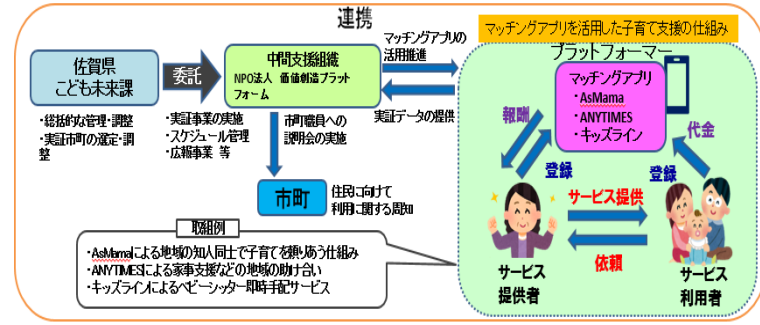 連携
マッチングアプリを活用した子育て支援の仕組み
佐賀県
こども未来課
委託
中間支援組織
NPO法人　価値創造プラット
フォーム
マッチングアプリの
活用推進
実証データの提供
プラットフォーマー
マッチングアプリ
・AsMama
・ANYTIMES
・キッズライン
・総括的な管理・調整
・実証市町の選定・調
整
・実証事業の実施
・スケジュール管理
・広報事業 等
市町職員への
説明会の実施
報酬
代金
登録
登録
市町
住民に向けて
利用に関する周知
サービス提供
依頼
サービス
提供者
サービス
利用者
取組例
・AsMamaによる地域の知人同士で子育てを頼りあう仕組み
・ANYTIMESによる家事支援などの地域の助け合い
・キッズラインによるベビーシッター即時手配サービス